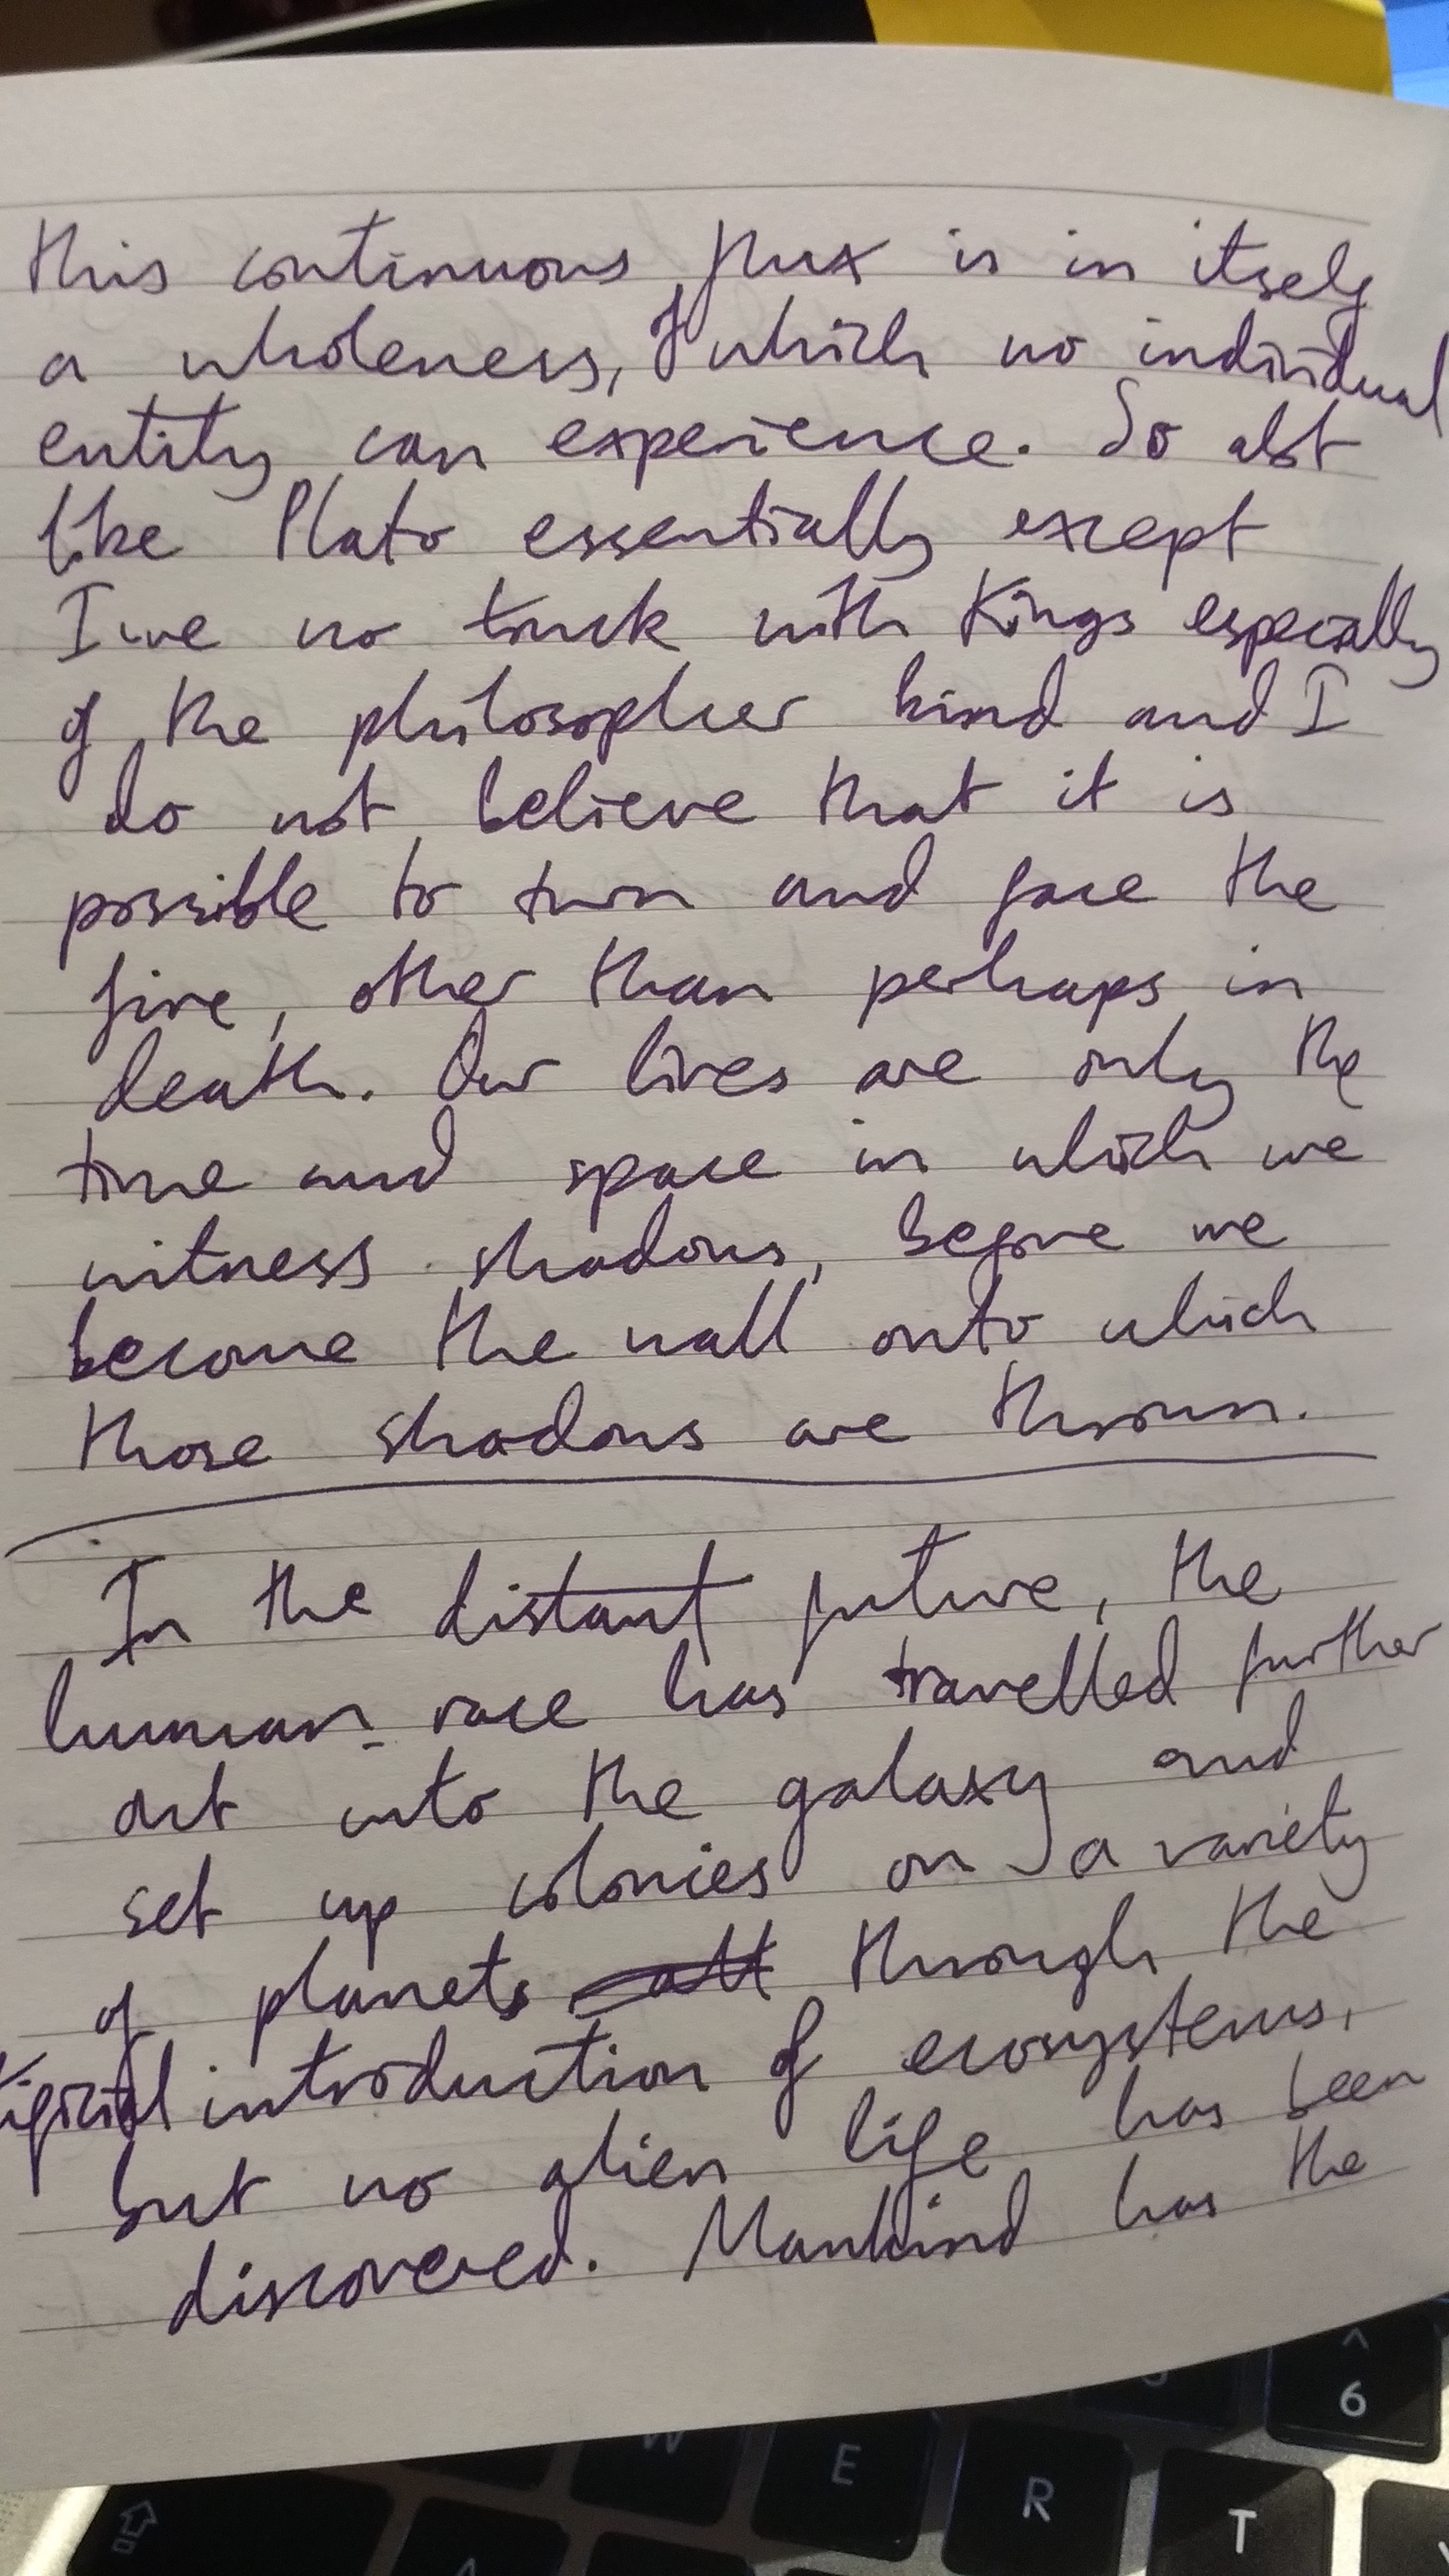 this continuous flux is in itself
a wholeness, of which no individual
entity can experience. So abt
like Plato essentially except
I've no truck with Kings especially
of the philosopher kind and I
do not believe that it is
possible to turn and face the
fire, other than perhaps in
death. Our lives are only the
time and space in which we
witness shadows, before we
become the wall onto which
those shadows are thrown.
In the distant future, the
human race has travelled further
out into the galaxy and
set up colonies on a variety
of planets all through the
introduction of ecosystems,
but no alien life has been
discovered. Mankind has the
6
W E R T